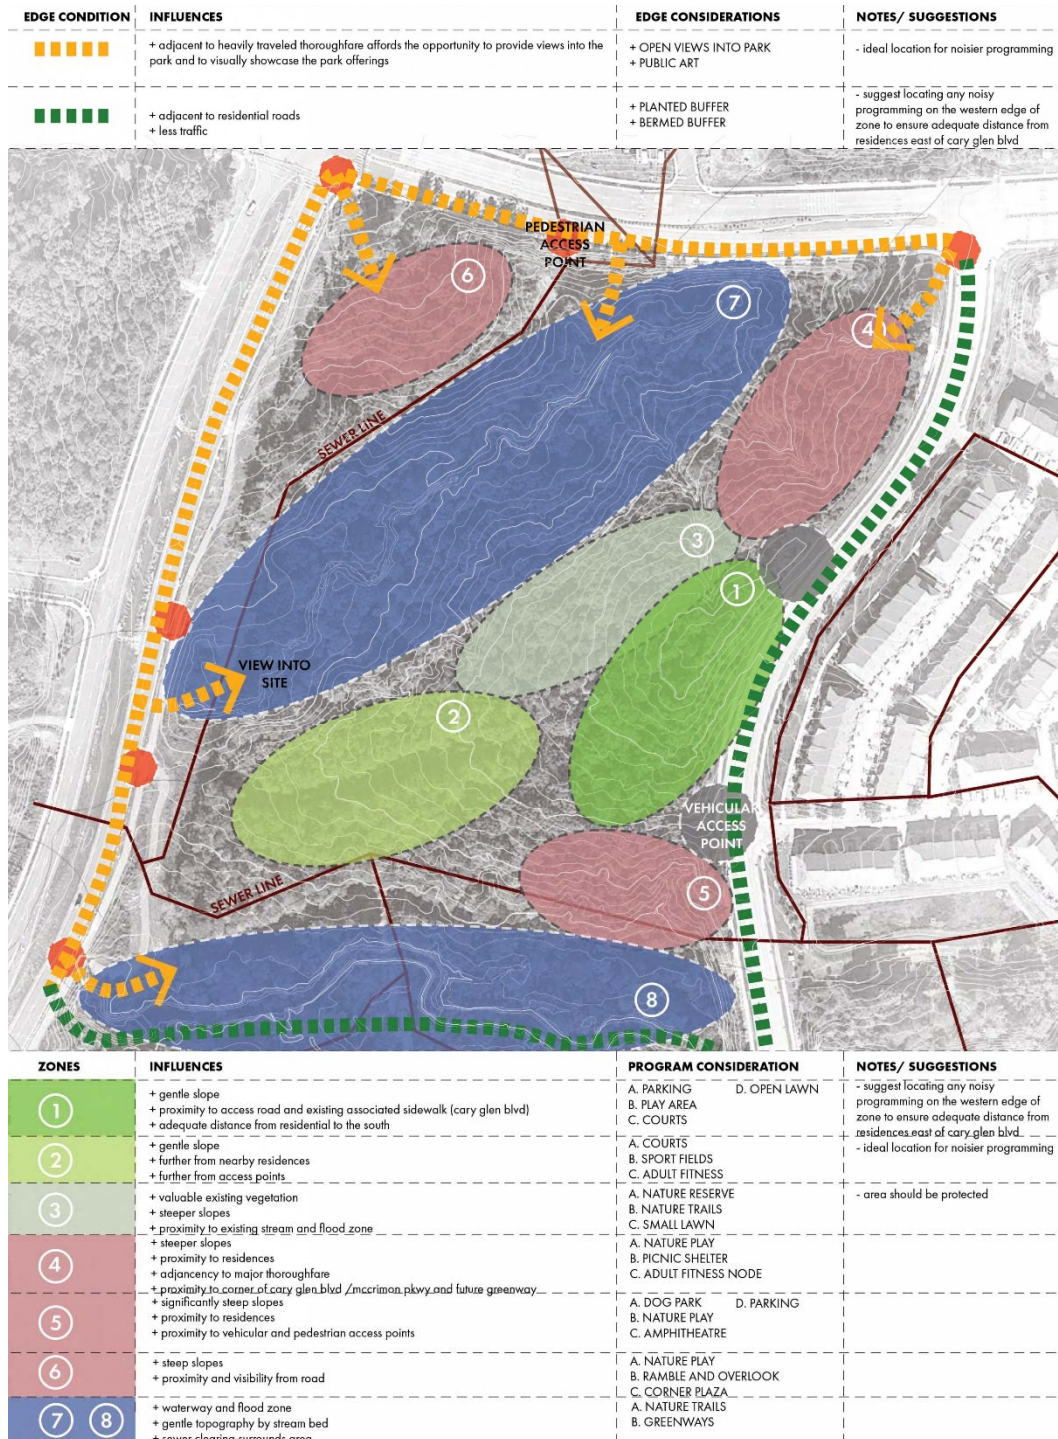 EDGE CONDITION
INFLUENCES
EDGE CONSIDERATIONS
NOTES/ SUGGESTIONS
+ adjacent to heavily traveled thoroughfare affords the opportunity to provide views into the
park and to visually showcase the park offerings
+ OPEN VIEWS INTO PARK
+ PUBLIC ART
- ideal location for noisier programming
+ adjacent to residential roads
+ less traffic
+ PLANTED BUFFER
+ BERMED BUFFER
- suggest locating any noisy
programming on the western edge of
zone to ensure adequate distance from
residences east of cary glen blvd
PEDESTRIAN
ACCESS
POINT
6
7
4
SEWER LINE
3
1
VIEW INTO
SITE
2
VEHICULAR
ACCESS
POINT
SEWER LINE
5
8
ZONES
INFLUENCES
PROGRAM CONSIDERATION
NOTES/ SUGGESTIONS
1
+ gentle slope
+ proximity to access road and existing associated sidewalk (cary glen blvd)
+ adequate distance from residential to the south
A. PARKING
B. PLAY AREA
C. COURTS
D. OPEN LAWN
- suggest locating any noisy
programming on the western edge of
zone to ensure adequate distance from
residences east of cary glen blvd
2
+ gentle slope
+ further from nearby residences
+ further from access points
A. COURTS
B. SPORT FIELDS
C. ADULT FITNESS
- ideal location for noisier programming
3
+ valuable existing vegetation
+ steeper slopes
+ proximity to existing stream and flood zone
A. NATURE RESERVE
B. NATURE TRAILS
C. SMALL LAWN
- area should be protected
4
+ steeper slopes
+ proximity to residences
+ adjancency to major thoroughfare
+ proximity to corner of cary glen blvd /mccrimon pkwy and future greenway
A. NATURE PLAY
B. PICNIC SHELTER
C. ADULT FITNESS NODE
5
+ significantly steep slopes
+ proximity to residences
+ proximity to vehicular and pedestrian access points
A. DOG PARK
B. NATURE PLAY
C. AMPHITHEATRE
D. PARKING
6
+ steep slopes
+ proximity and visibility from road
A. NATURE PLAY
B. RAMBLE AND OVERLOOK
C. CORNER PLAZA
7 8
+ waterway and flood zone
+ gentle topography by stream bed
+ sewer clearing surrounds area
A. NATURE TRAILS
B. GREENWAYS